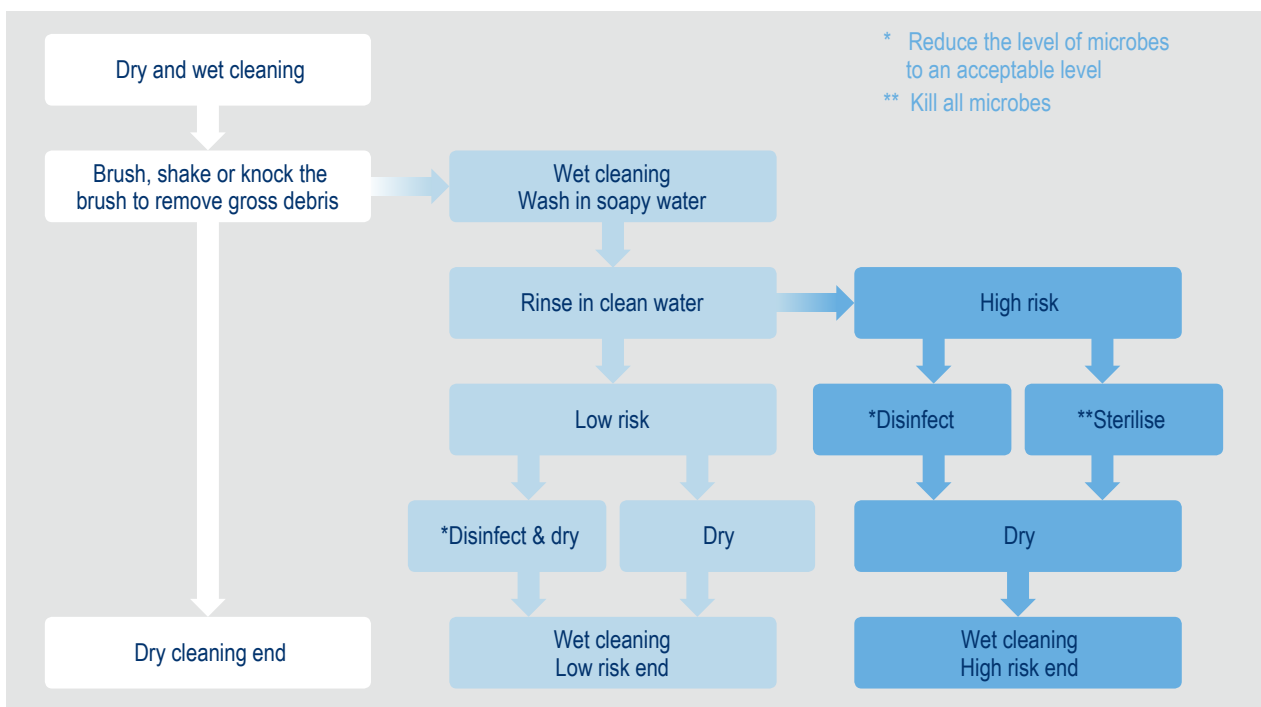 Dry and wet cleaning
* Reduce the level of microbes
to an acceptable level
** Kill all microbes
Brush, shake or knock the
brush to remove gross debris
Wet cleaning
Wash in soapy water
Rinse in clean water
High risk
Low risk
*Disinfect
**Sterilise
*Disinfect & dry
Dry
Dry
Dry cleaning end
Wet cleaning
Low risk end
Wet cleaning
High risk end